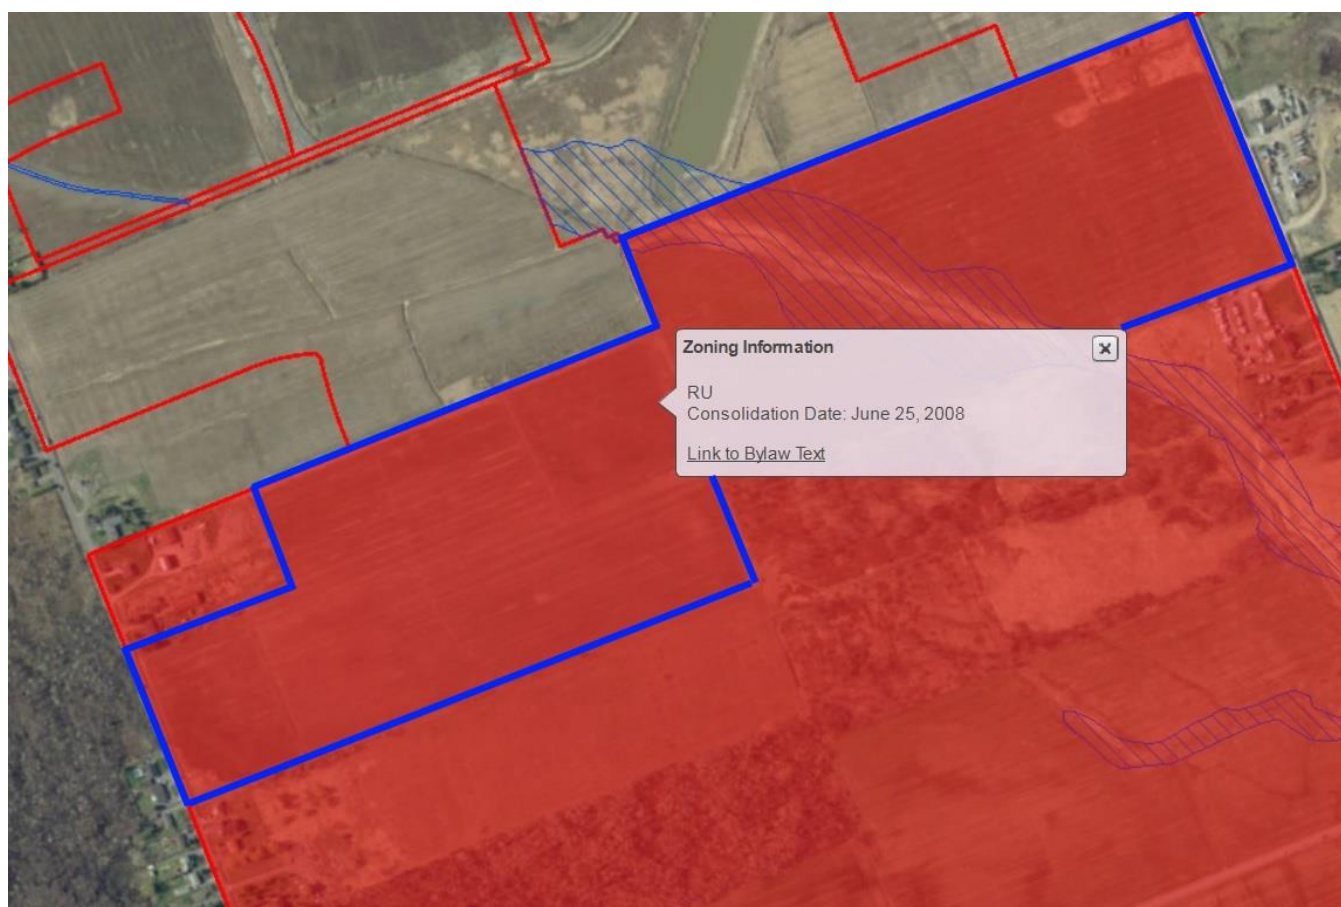 Zoning Information
RU
Consolidation Date: June 25, 2008
Link to Bylaw Text